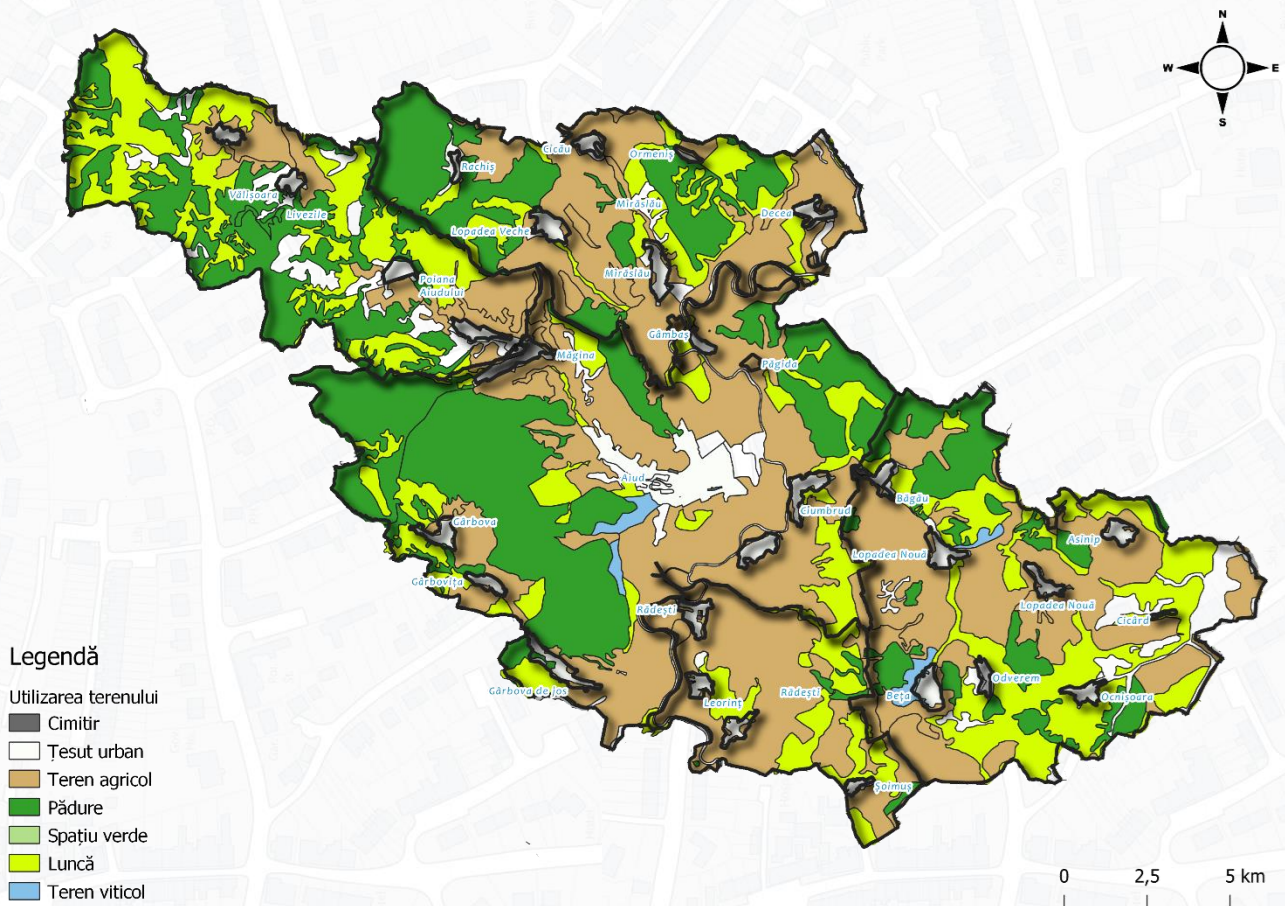 N
W
E
S
Rachiș
Cicău
Ormeniș
Vălișoara
Livezile
Mirăslău
Decea
Lopadea Veche
Mirăslău
Poiana
Aiudului
Gâmbaș
Măgina
Păgida
Aiud
Băgău
Ciumbrud
Gârbova
Asinip
Lopadea Nouă
Gârbovița
Rădești
Lopadea Nouă
Cicârd
Legendă
Utilizarea terenului
Cimitir
Țesut urban
Teren agricol
Pădure
Spațiu verde
Luncă
Teren viticol
Gârbova de jos
Leorinț
Rădești
Beța
Odverem
Ocnișoara
Șoimuș
0 2,5 5 km